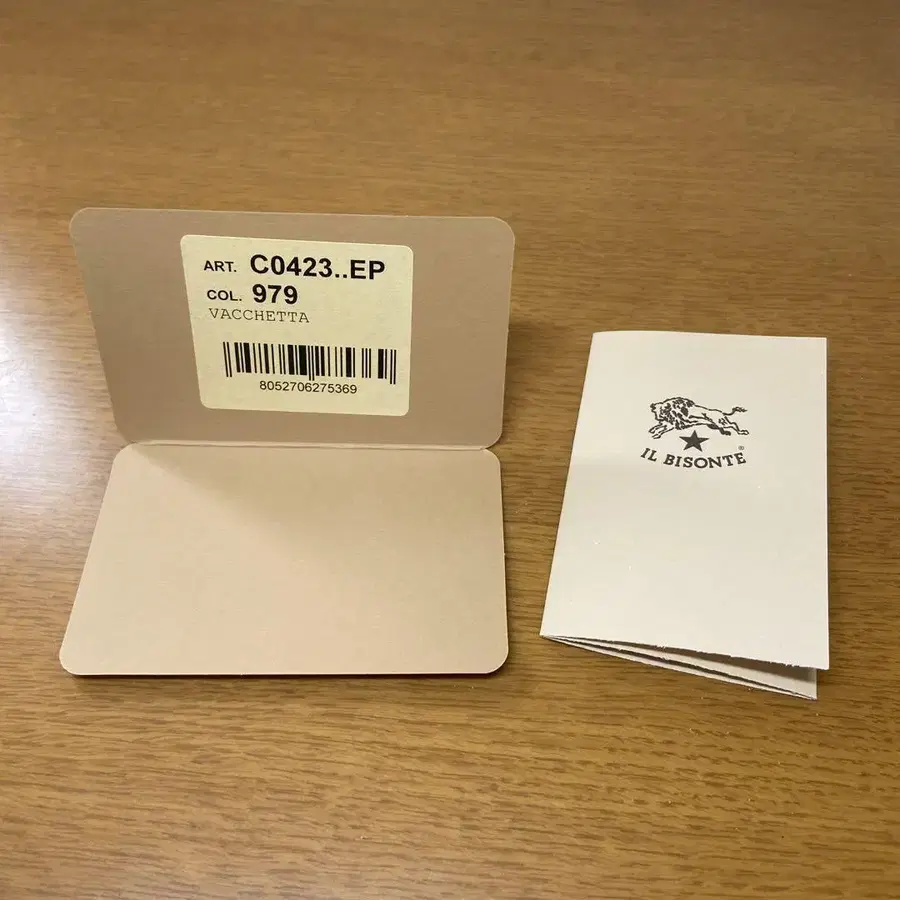 ART. C0423..EP
COL. 979
VACCHETTA
8052706275369
IL BISONTE®